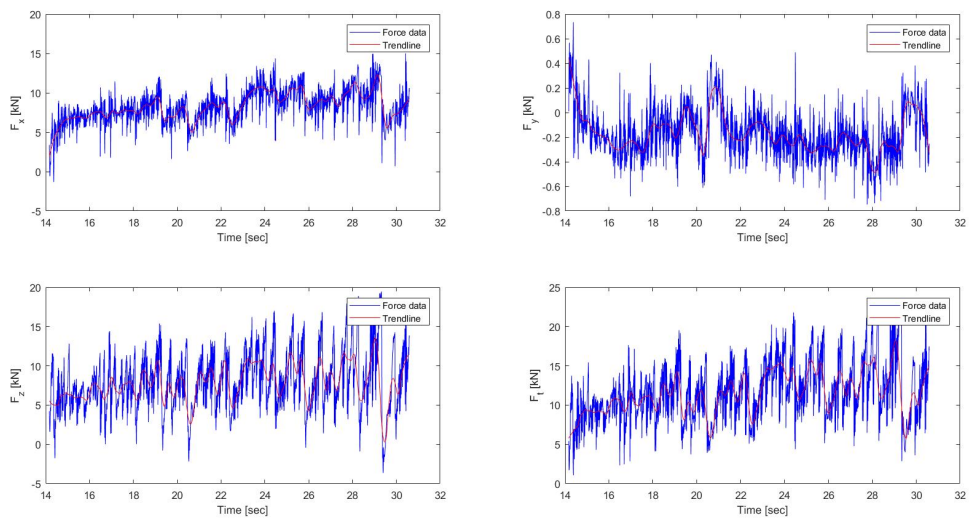 20
15
10
5
0
-5
F_x [kN]
14 16 18 20 22 24 26 28 30 32
Time [sec]
Force data
Trendline
0.8
0.6
0.4
0.2
0
-0.2
-0.4
-0.6
-0.8
F_y [kN]
14 16 18 20 22 24 26 28 30 32
Time [sec]
Force data
Trendline
20
15
10
5
0
-5
F_z [kN]
14 16 18 20 22 24 26 28 30 32
Time [sec]
Force data
Trendline
25
20
15
10
5
0
F_t [kN]
14 16 18 20 22 24 26 28 30 32
Time [sec]
Force data
Trendline